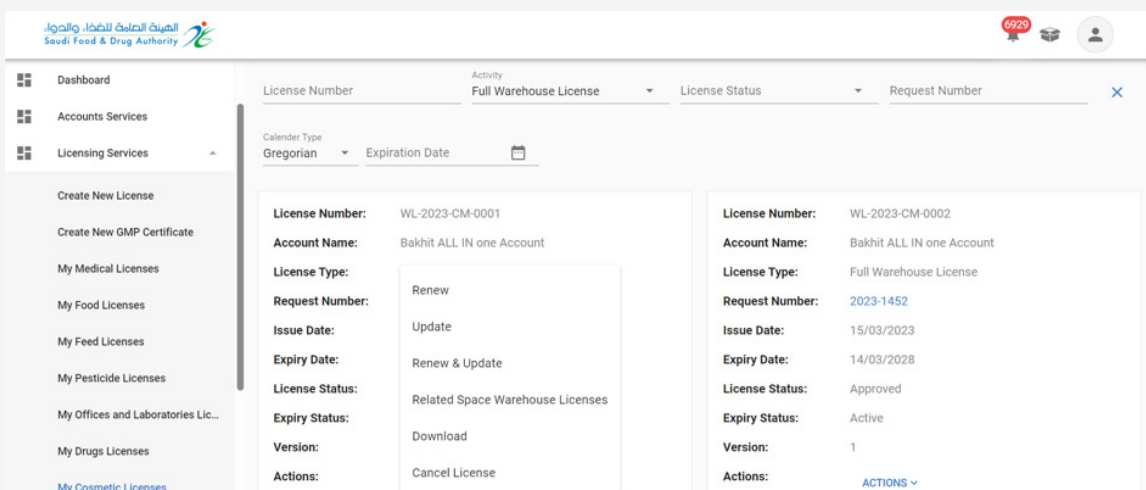 الهيئة العامة للغذاء والدواء
Saudi Food & Drug Authority
6929
Dashboard
Accounts Services
Licensing Services
Create New License
Create New GMP Certificate
My Medical Licenses
My Food Licenses
My Feed Licenses
My Pesticide Licenses
My Offices and Laboratories Lic...
My Drugs Licenses
My Cosmetic Licenses
License Number
Activity
Full Warehouse License
License Status
Request Number
Calender Type
Gregorian
Expiration Date
License Number: WL-2023-CM-0001
Account Name: Bakhit ALL IN one Account
License Type:
Request Number:
Issue Date:
Expiry Date:
License Status:
Expiry Status:
Version:
Actions:
Renew
Update
Renew & Update
Related Space Warehouse Licenses
Download
Cancel License
License Number: WL-2023-CM-0002
Account Name: Bakhit ALL IN one Account
License Type: Full Warehouse License
Request Number: 2023-1452
Issue Date: 15/03/2023
Expiry Date: 14/03/2028
License Status: Approved
Expiry Status: Active
Version: 1
Actions: ACTIONS